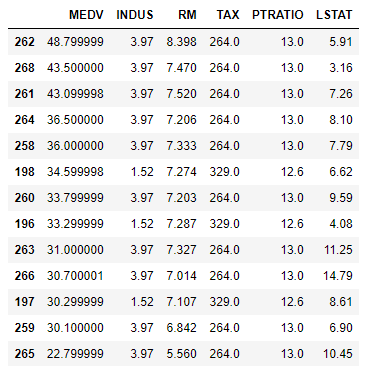 MEDV INDUS RM TAX PTRATIO LSTAT
262 48.799999 3.97 8.398 264.0 13.0 5.91
268 43.500000 3.97 7.470 264.0 13.0 3.16
261 43.099998 3.97 7.520 264.0 13.0 7.26
264 36.500000 3.97 7.206 264.0 13.0 8.10
258 36.000000 3.97 7.333 264.0 13.0 7.79
198 34.599998 1.52 7.274 329.0 12.6 6.62
260 33.799999 3.97 7.203 264.0 13.0 9.59
196 33.299999 1.52 7.287 329.0 12.6 4.08
263 31.000000 3.97 7.327 264.0 13.0 11.25
266 30.700001 3.97 7.014 264.0 13.0 14.79
197 30.299999 1.52 7.107 329.0 12.6 8.61
259 30.100000 3.97 6.842 264.0 13.0 6.90
265 22.799999 3.97 5.560 264.0 13.0 10.45